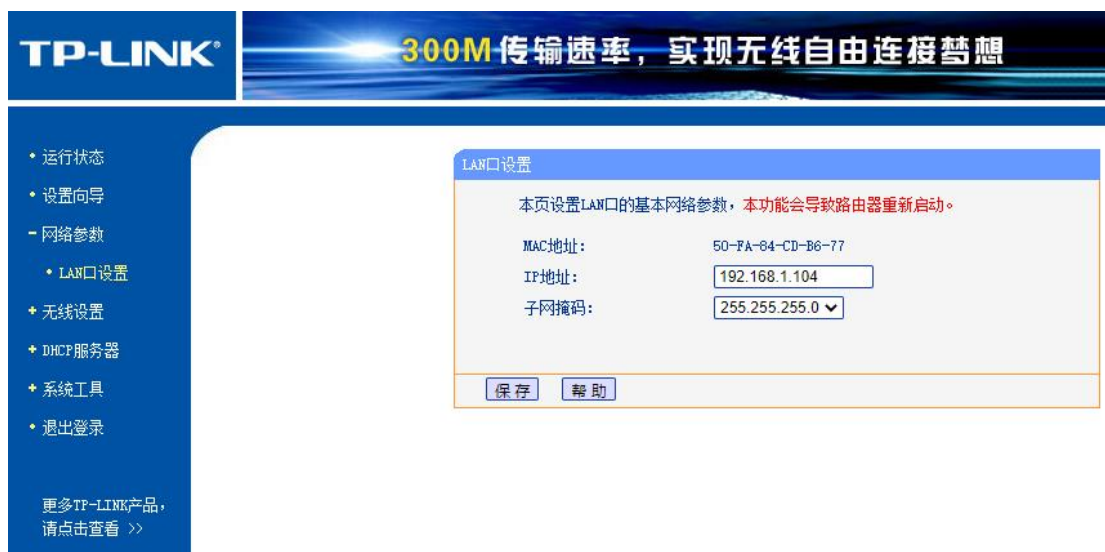 TP-LINK®
300M传输速率，实现无线自由连接梦想
运行状态
设置向导
网络参数
LAN口设置
无线设置
DHCP服务器
系统工具
退出登录
更多TP-LINK产品，
请点击查看 >>
LAN口设置
本页设置LAN口的基本网络参数，本功能会导致路由器重新启动。
MAC地址： 50-FA-84-CD-B6-77
IP地址： 192.168.1.104
子网掩码： 255.255.255.0
保存 帮助